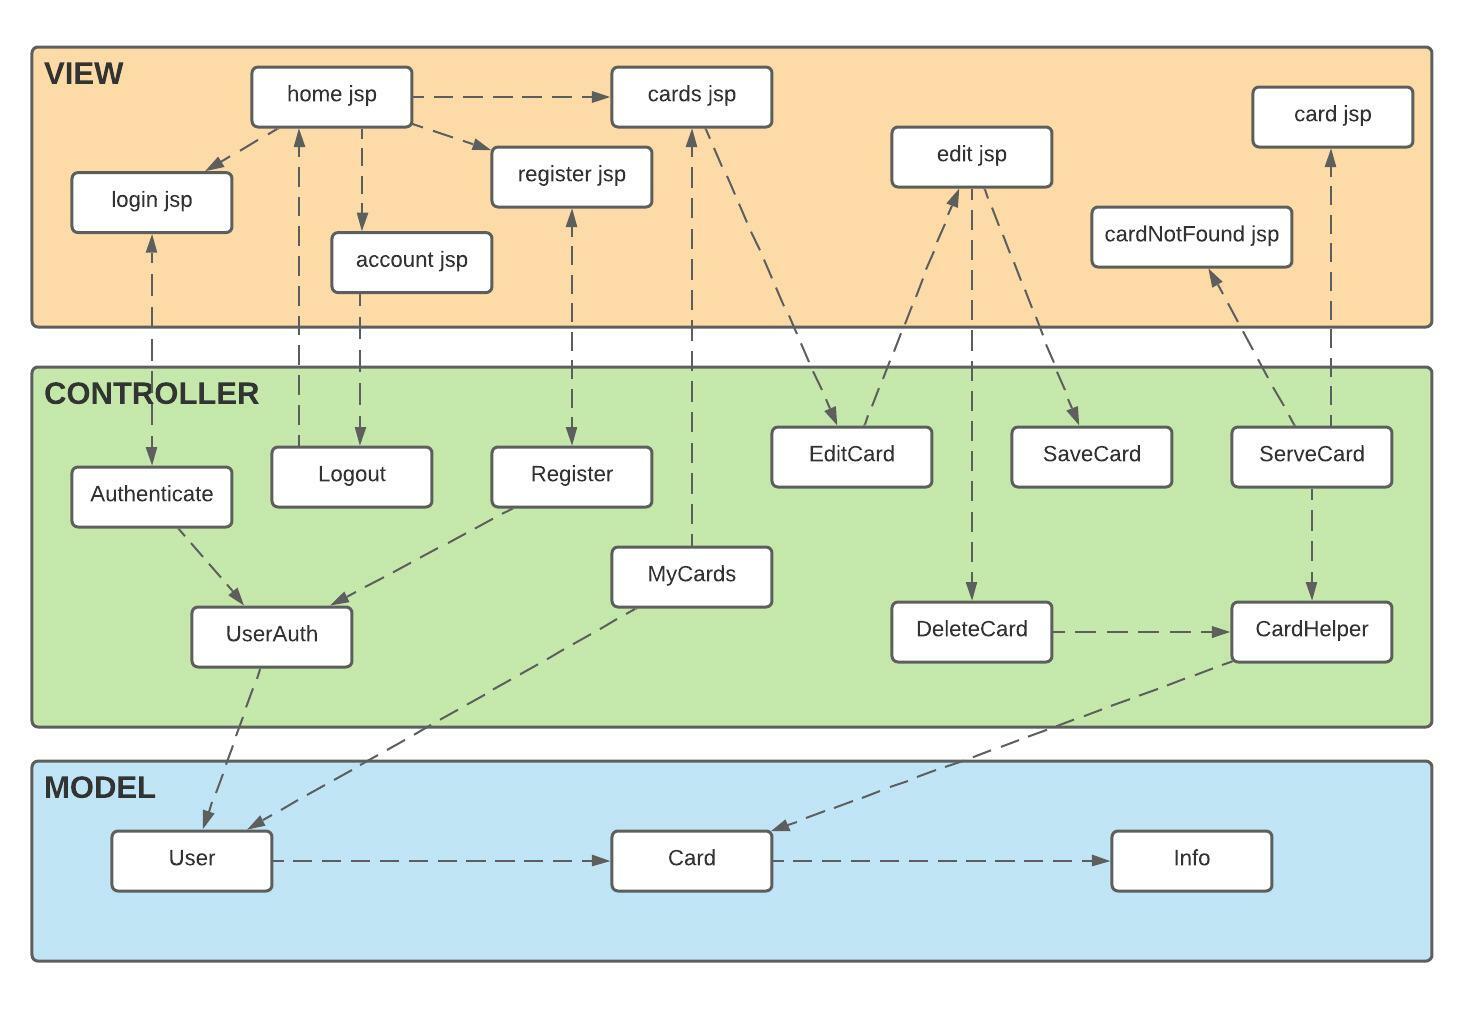 VIEW
home jsp
cards jsp
card jsp
edit jsp
register jsp
login jsp
cardNotFound jsp
account jsp
CONTROLLER
EditCard
SaveCard
ServeCard
Logout
Register
Authenticate
MyCards
UserAuth
DeleteCard
CardHelper
MODEL
User
Card
Info